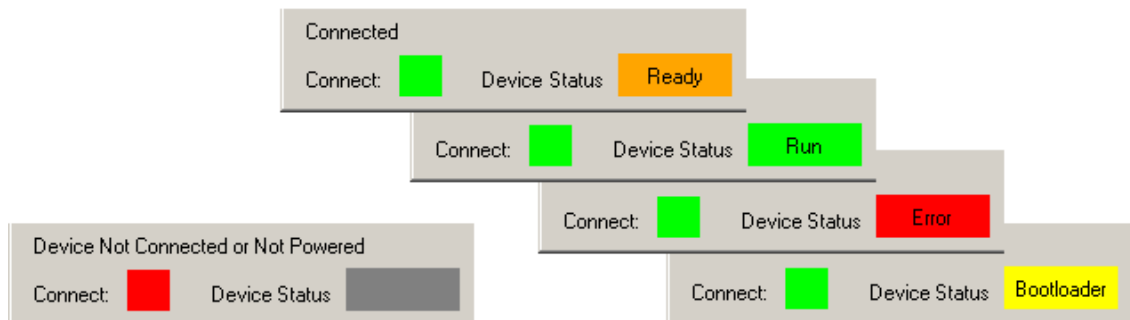 Connected
Connect: Device Status Ready
Connect: Device Status Run
Connect: Device Status Error
Device Not Connected or Not Powered
Connect: Device Status
Connect: Device Status Bootloader